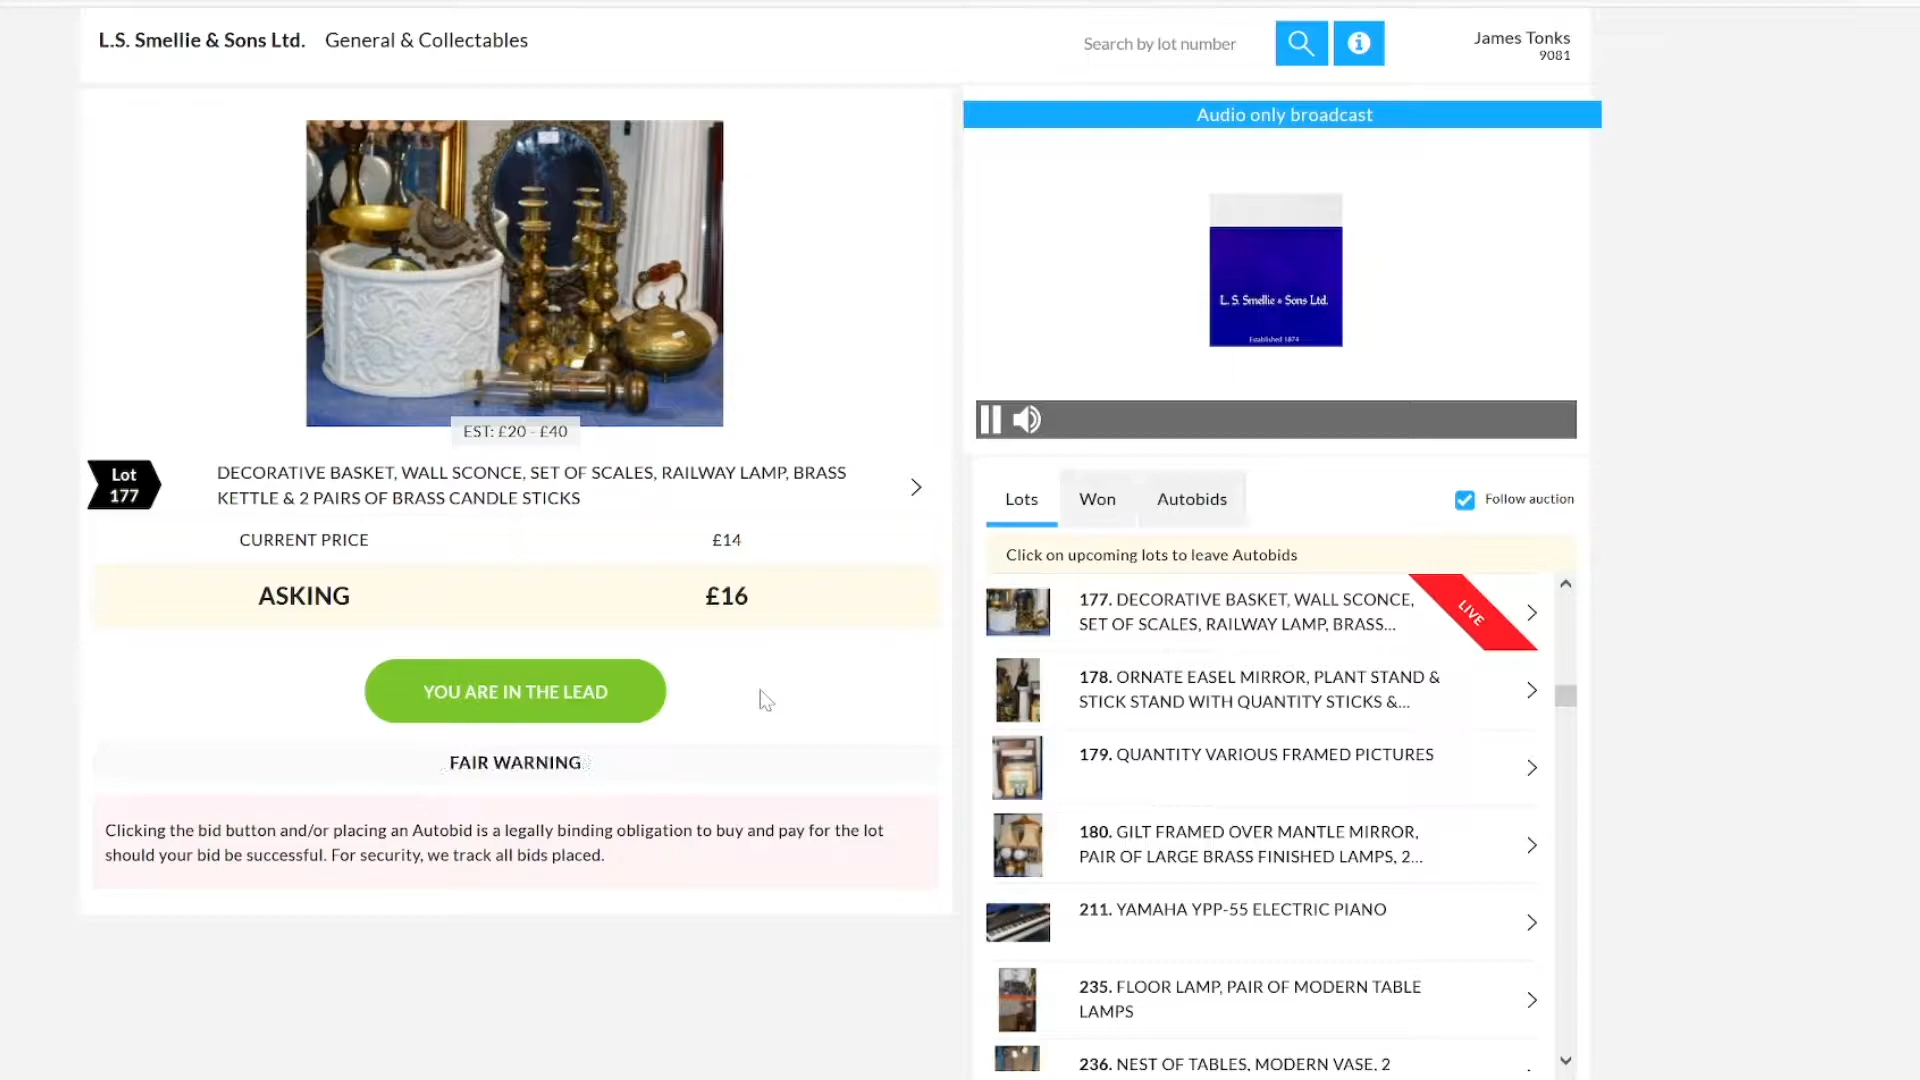 L.S. Smellie & Sons Ltd. General & Collectables
Search by lot number
James Tonks
9081
Audio only broadcast
L. S. Smellie & Sons Ltd.
Established 1874
EST: £20 - £40
Lot
177
DECORATIVE BASKET, WALL SCONCE, SET OF SCALES, RAILWAY LAMP, BRASS
KETTLE & 2 PAIRS OF BRASS CANDLE STICKS
CURRENT PRICE £14
ASKING £16
YOU ARE IN THE LEAD
FAIR WARNING
Clicking the bid button and/or placing an Autobid is a legally binding obligation to buy and pay for the lot
should your bid be successful. For security, we track all bids placed.
Lots Won Autobids
Follow auction
Click on upcoming lots to leave Autobids
177. DECORATIVE BASKET, WALL SCONCE,
SET OF SCALES, RAILWAY LAMP, BRASS...
LIVE
178. ORNATE EASEL MIRROR, PLANT STAND &
STICK STAND WITH QUANTITY STICKS &...
179. QUANTITY VARIOUS FRAMED PICTURES
180. GILT FRAMED OVER MANTLE MIRROR,
PAIR OF LARGE BRASS FINISHED LAMPS, 2...
211. YAMAHA YPP-55 ELECTRIC PIANO
235. FLOOR LAMP, PAIR OF MODERN TABLE
LAMPS
236. NEST OF TABLES, MODERN VASE, 2